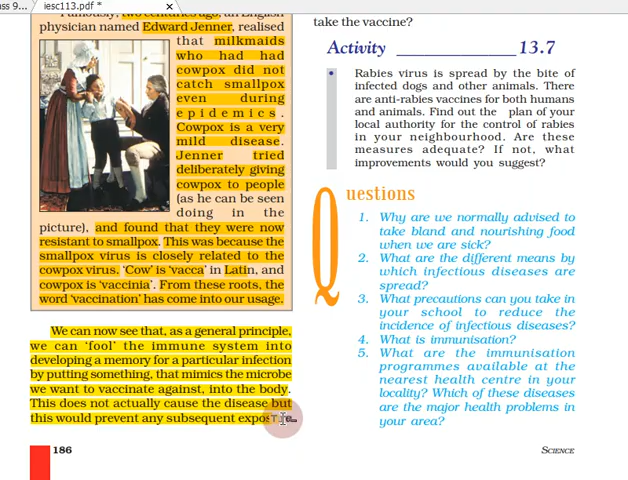 ss 9...
iesc113.pdf *
×
Famously, two centuries ago, an English
physician named Edward Jenner, realised
that milkmaids
who had had
cowpox did not
catch smallpox
even during
epidemics.
Cowpox is a very
mild disease.
Jenner tried
deliberately giving
cowpox to people
(as he can be seen
doing in the
picture), and found that they were now
resistant to smallpox. This was because the
smallpox virus is closely related to the
cowpox virus. ‘Cow’ is ‘vacca’ in Latin, and
cowpox is ‘vaccinia’. From these roots, the
word ‘vaccination’ has come into our usage.
We can now see that, as a general principle,
we can ‘fool’ the immune system into
developing a memory for a particular infection
by putting something, that mimics the microbe
we want to vaccinate against, into the body.
This does not actually cause the disease but
this would prevent any subsequent
186
take the vaccine?
Activity ______________ 13.7
• Rabies virus is spread by the bite of
infected dogs and other animals. There
are anti-rabies vaccines for both humans
and animals. Find out the plan of your
local authority for the control of rabies
in your neighbourhood. Are these
measures adequate? If not, what
improvements would you suggest?
Questions
1. Why are we normally advised to
take bland and nourishing food
when we are sick?
2. What are the different means by
which infectious diseases are
spread?
3. What precautions can you take in
your school to reduce the
incidence of infectious diseases?
4. What is immunisation?
5. What are the immunisation
programmes available at the
nearest health centre in your
locality? Which of these diseases
are the major health problems in
your area?
SCIENCE